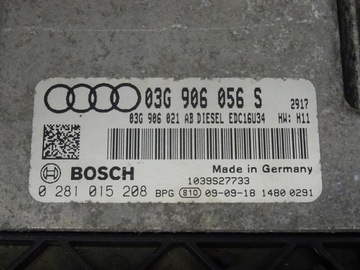 03G 906 056 S 2917
03G 906 021 AB DIESEL EDC16U34 HW: H11
BOSCH
Made in Germany
1039S27733
0 281 015 208 BPG 810 09-09-18 1480 0291